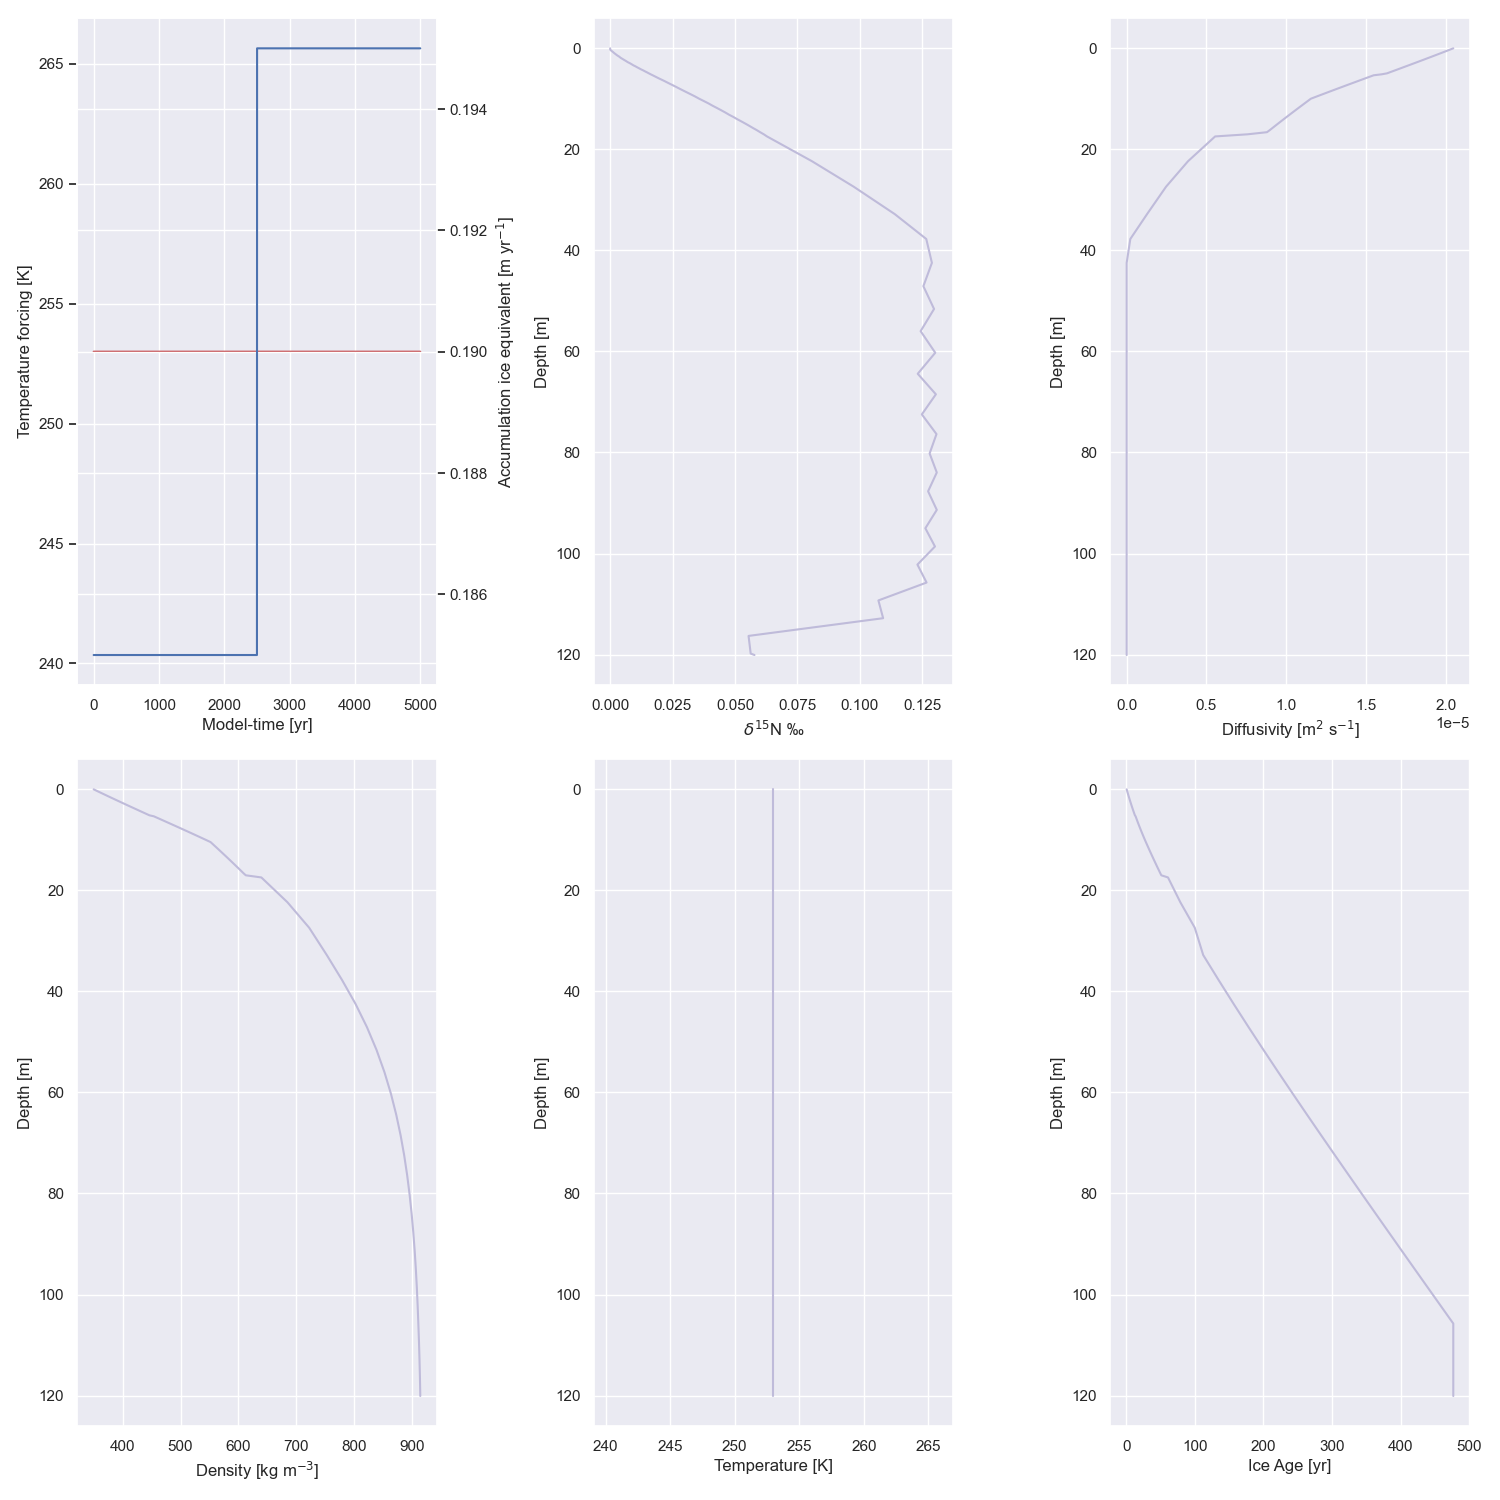 265
260
255
250
245
240
Temperature forcing [K]
0 1000 2000 3000 4000 5000
Model-time [yr]
0.194
0.192
0.190
0.188
0.186
Accumulation ice equivalent [m yr⁻¹]
0
20
40
60
80
100
120
Depth [m]
0.000 0.025 0.050 0.075 0.100 0.125
δ¹⁵N ‰
0
20
40
60
80
100
120
Depth [m]
0.0 0.5 1.0 1.5 2.0
1e−5
Diffusivity [m² s⁻¹]
0
20
40
60
80
100
120
Depth [m]
400 500 600 700 800 900
Density [kg m⁻³]
0
20
40
60
80
100
120
Depth [m]
240 245 250 255 260 265
Temperature [K]
0
20
40
60
80
100
120
Depth [m]
0 100 200 300 400 500
Ice Age [yr]